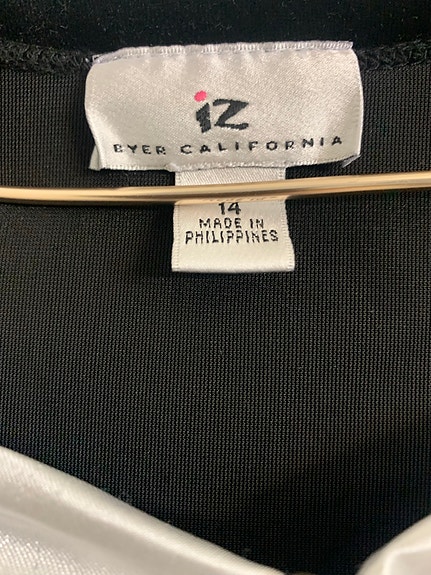 iz
BYER CALIFORNIA
14
MADE IN
PHILIPPINES